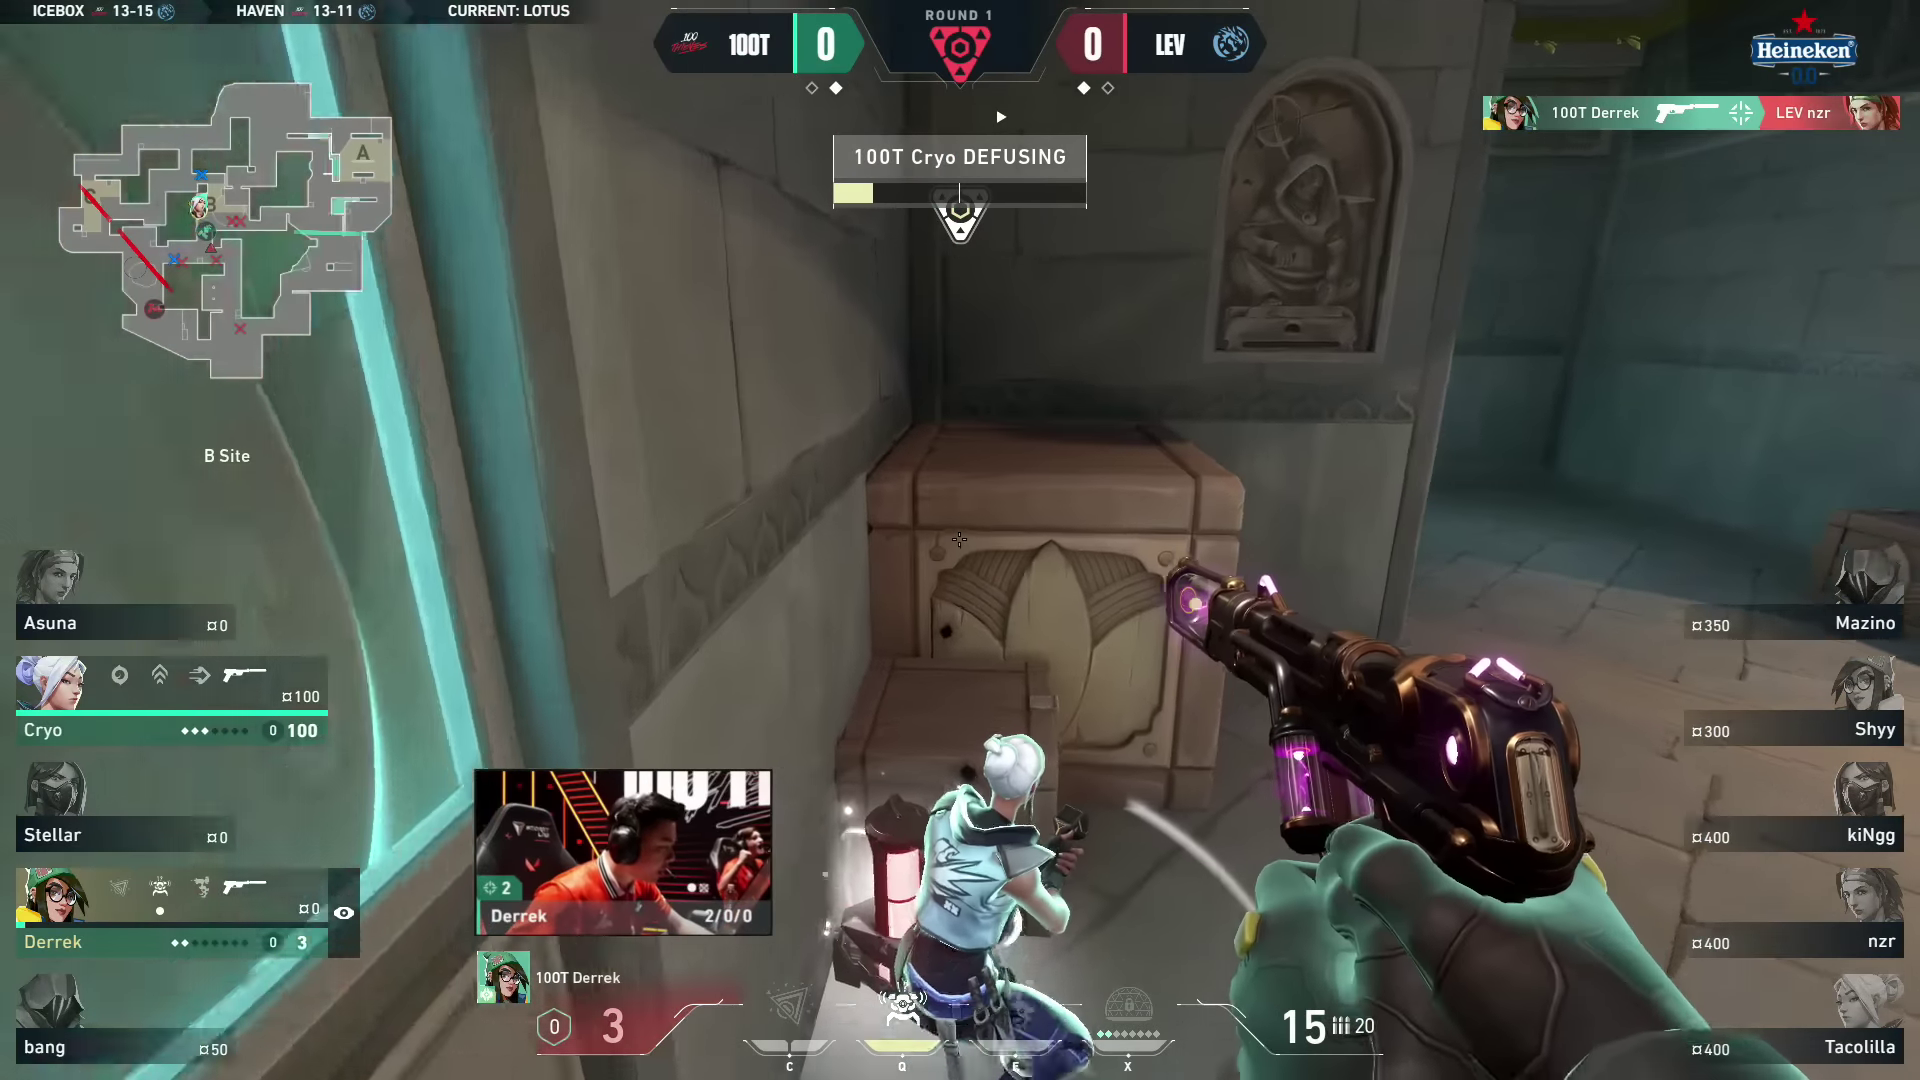 ICEBOX 13-15 HAVEN 13-11 CURRENT: LOTUS
100T 0 ROUND 1 0 LEV
Heineken
0.0
100T Derrek LEV nzr
100T Cryo DEFUSING
A
B
C
B Site
Asuna 0
100
Cryo 0 100
Stellar 0
0
Derrek 0 3
bang 50
2
Derrek 2/0/0
100T Derrek
0 3
C Q E X
15 20
350 Mazino
300 Shyy
400 kiNgg
400 nzr
400 Tacolilla